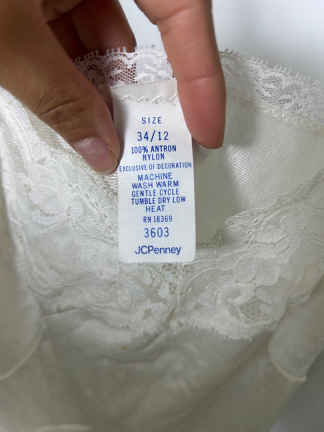 SIZE
34/12
100% ANTRON
NYLON
EXCLUSIVE OF DECORATION
MACHINE
WASH WARM
GENTLE CYCLE
TUMBLE DRY LOW
HEAT
RN 18369
3603
JCPenney